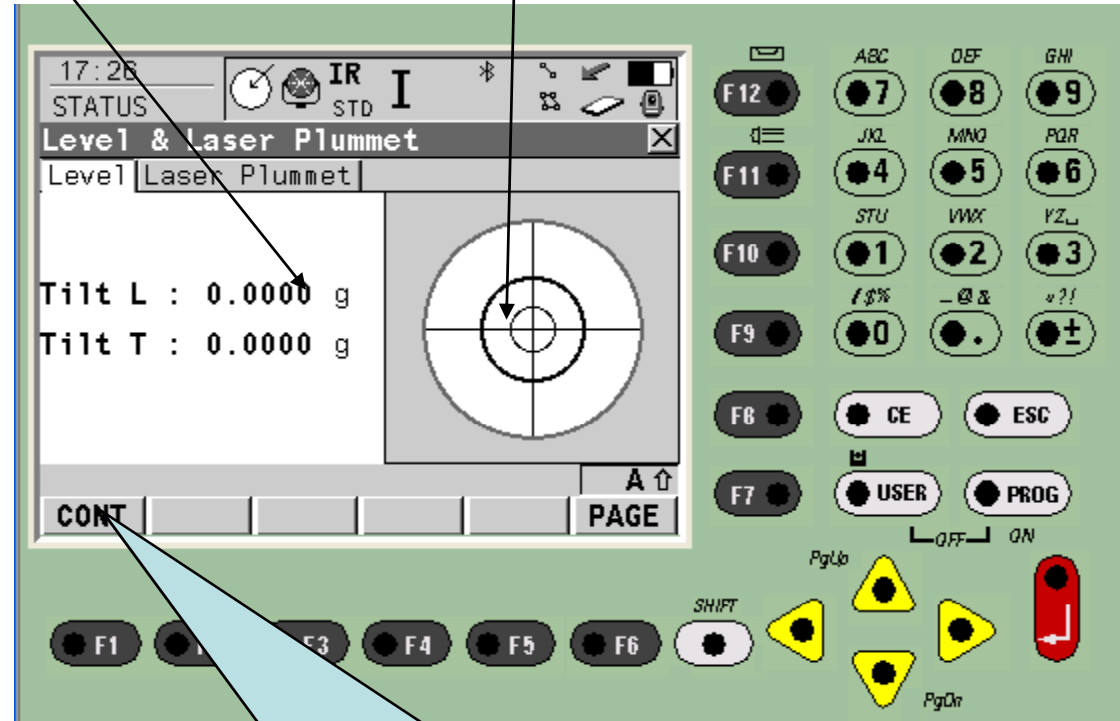 17:26
STATUS
IR
STD
I
Level & Laser Plummet
Level Laser Plummet
Tilt L : 0.0000 g
Tilt T : 0.0000 g
A
CONT PAGE
F12 ABC 7 DEF 8 GHI 9
F11 JKL 4 MNO 5 PQR 6
F10 STU 1 VWX 2 YZ 3
F9 /$% 0 _@& . *?! ±
F8 CE ESC
F7 USER PROG
OFF ON
PgUp
SHIFT
F1 F3 F4 F5 F6
PgDn